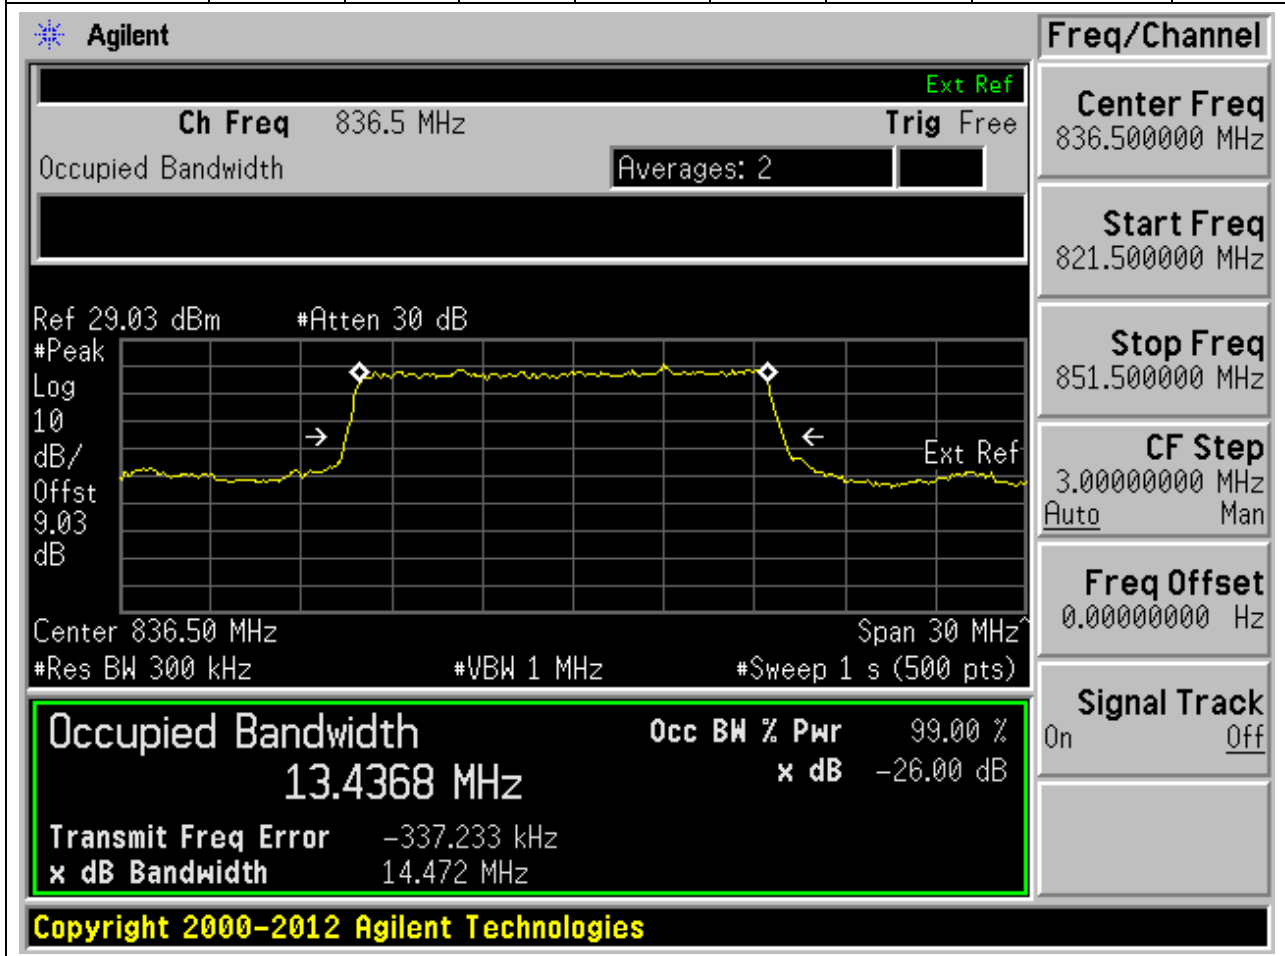 Agilent
Freq/Channel
Ext Ref
Ch Freq 836.5 MHz Trig Free
Occupied Bandwidth Averages: 2
Center Freq
836.500000 MHz
Start Freq
821.500000 MHz
Ref 29.03 dBm #Atten 30 dB
#Peak
Log
10
dB/
Offst
9.03
dB
Ext Ref
Center 836.50 MHz Span 30 MHz^
#Res BW 300 kHz #VBW 1 MHz #Sweep 1 s (500 pts)
Stop Freq
851.500000 MHz
CF Step
3.00000000 MHz
Auto Man
Freq Offset
0.00000000 Hz
Signal Track
On Off
Occupied Bandwidth Occ BW % Pwr 99.00 %
13.4368 MHz x dB -26.00 dB
Transmit Freq Error -337.233 kHz
x dB Bandwidth 14.472 MHz
Copyright 2000-2012 Agilent Technologies